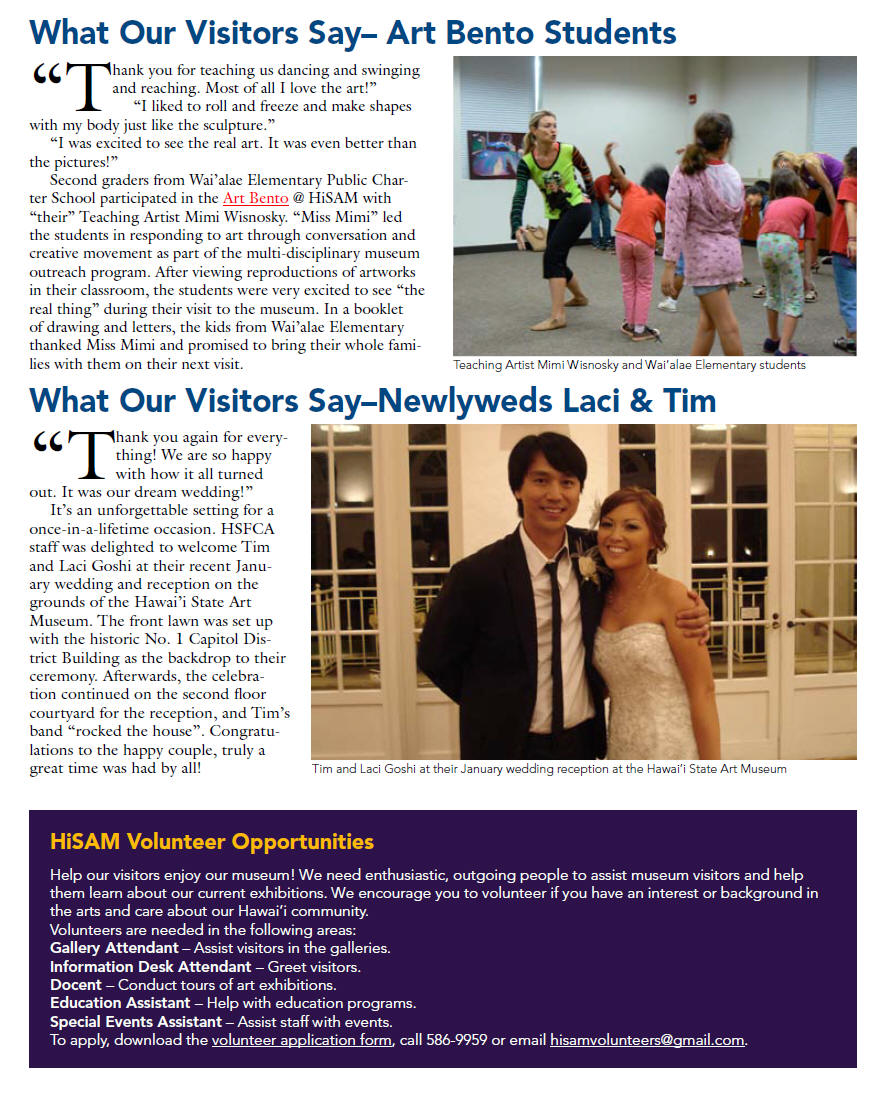 What Our Visitors Say– Art Bento Students
“Thank you for teaching us dancing and swinging
and reaching. Most of all I love the art!”
“I liked to roll and freeze and make shapes
with my body just like the sculpture.”
“I was excited to see the real art. It was even better than
the pictures!”
Second graders from Wai’alae Elementary Public Char-
ter School participated in the Art Bento @ HiSAM with
“their” Teaching Artist Mimi Wisnosky. “Miss Mimi” led
the students in responding to art through conversation and
creative movement as part of the multi-disciplinary museum
outreach program. After viewing reproductions of artworks
in their classroom, the students were very excited to see “the
real thing” during their visit to the museum. In a booklet
of drawing and letters, the kids from Wai’alae Elementary
thanked Miss Mimi and promised to bring their whole fami-
lies with them on their next visit.
Teaching Artist Mimi Wisnosky and Wai’alae Elementary students
What Our Visitors Say–Newlyweds Laci & Tim
“Thank you again for every-
thing! We are so happy
with how it all turned
out. It was our dream wedding!”
It’s an unforgettable setting for a
once-in-a-lifetime occasion. HSFCA
staff was delighted to welcome Tim
and Laci Goshi at their recent Janu-
ary wedding and reception on the
grounds of the Hawai’i State Art
Museum. The front lawn was set up
with the historic No. 1 Capitol Dis-
trict Building as the backdrop to their
ceremony. Afterwards, the celebra-
tion continued on the second floor
courtyard for the reception, and Tim’s
band “rocked the house”. Congratu-
lations to the happy couple, truly a
great time was had by all!
Tim and Laci Goshi at their January wedding reception at the Hawai’i State Art Museum
HiSAM Volunteer Opportunities
Help our visitors enjoy our museum! We need enthusiastic, outgoing people to assist museum visitors and help
them learn about our current exhibitions. We encourage you to volunteer if you have an interest or background in
the arts and care about our Hawai’i community.
Volunteers are needed in the following areas:
Gallery Attendant – Assist visitors in the galleries.
Information Desk Attendant – Greet visitors.
Docent – Conduct tours of art exhibitions.
Education Assistant – Help with education programs.
Special Events Assistant – Assist staff with events.
To apply, download the volunteer application form, call 586-9959 or email hisamvolunteers@gmail.com.